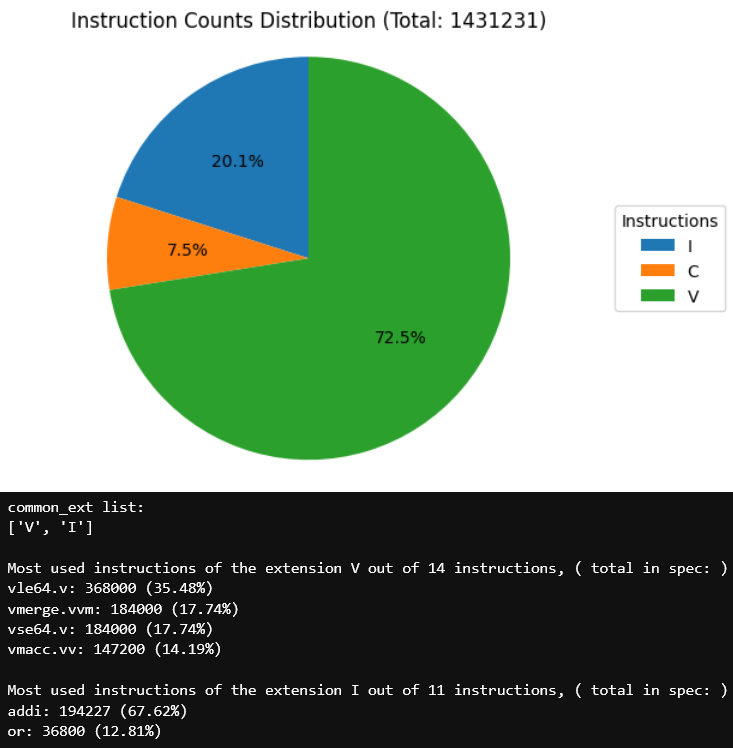 Instruction Counts Distribution (Total: 1431231)
20.1%
7.5%
72.5%
Instructions
I
C
V
common_ext list:
['V', 'I']
Most used instructions of the extension V out of 14 instructions, ( total in spec: )
vle64.v: 368000 (35.48%)
vmerge.vvm: 184000 (17.74%)
vse64.v: 184000 (17.74%)
vmacc.vv: 147200 (14.19%)
Most used instructions of the extension I out of 11 instructions, ( total in spec: )
addi: 194227 (67.62%)
or: 36800 (12.81%)